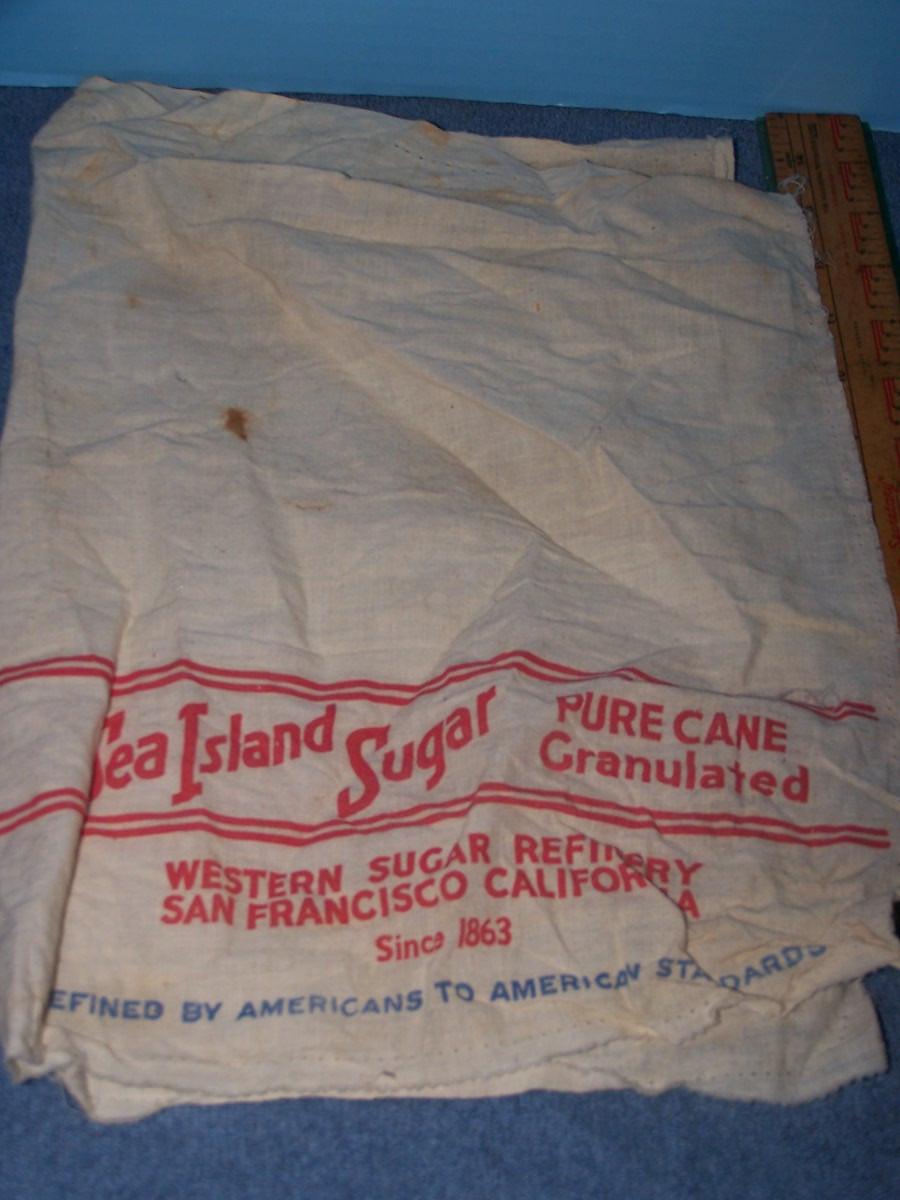 Sea Island Sugar PURE CANE
Granulated
WESTERN SUGAR REFINERY
SAN FRANCISCO CALIFORNIA
Since 1863
EFINED BY AMERICANS TO AMERICAN STANDARDS